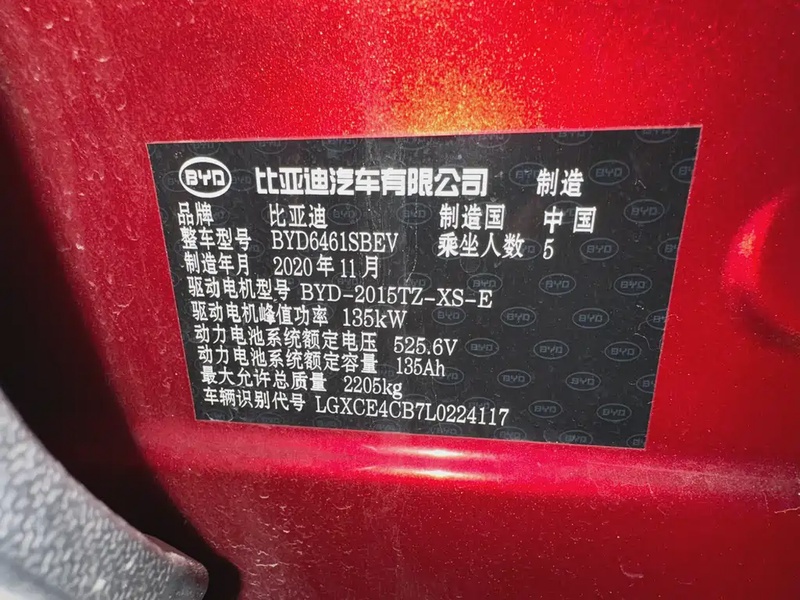 BYD 比亚迪汽车有限公司 制造
品牌 比亚迪 制造国 中国
整车型号 BYD6461SBEV 乘坐人数 5
制造年月 2020年11月
驱动电机型号 BYD-2015TZ-XS-E
驱动电机峰值功率 135kW
动力电池系统额定电压 525.6V
动力电池系统额定容量 135Ah
最大允许总质量 2205kg
车辆识别代号 LGXCE4CB7L0224117